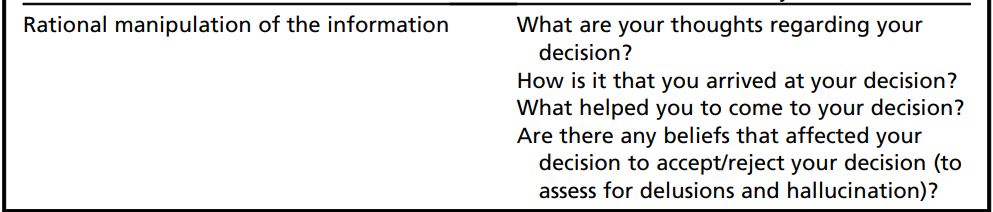 Rational manipulation of the information
What are your thoughts regarding your
decision?
How is it that you arrived at your decision?
What helped you to come to your decision?
Are there any beliefs that affected your
decision to accept/reject your decision (to
assess for delusions and hallucination)?